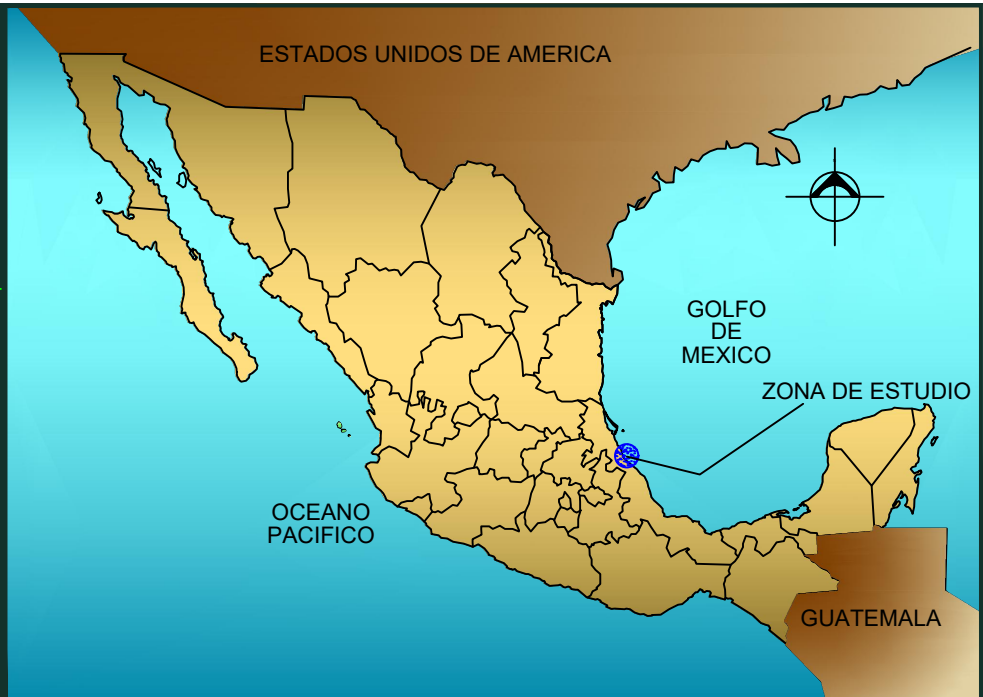 ESTADOS UNIDOS DE AMERICA
GOLFO
DE
MEXICO
ZONA DE ESTUDIO
OCEANO
PACIFICO
GUATEMALA